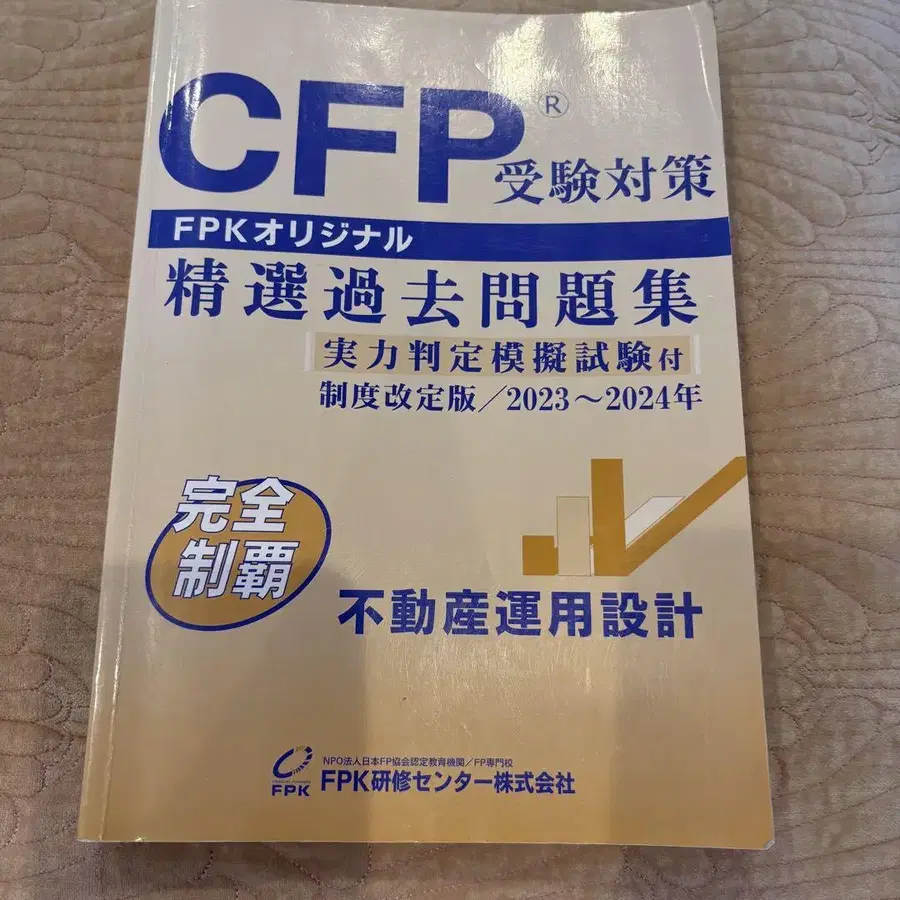 CFP® 受験対策
FPKオリジナル
精選過去問題集
実力判定模擬試験付
制度改定版/2023~2024年
完全
制覇
不動産運用設計
NPO法人日本FP協会認定教育機関/FP専門校
FPK
FPK研修センター株式会社